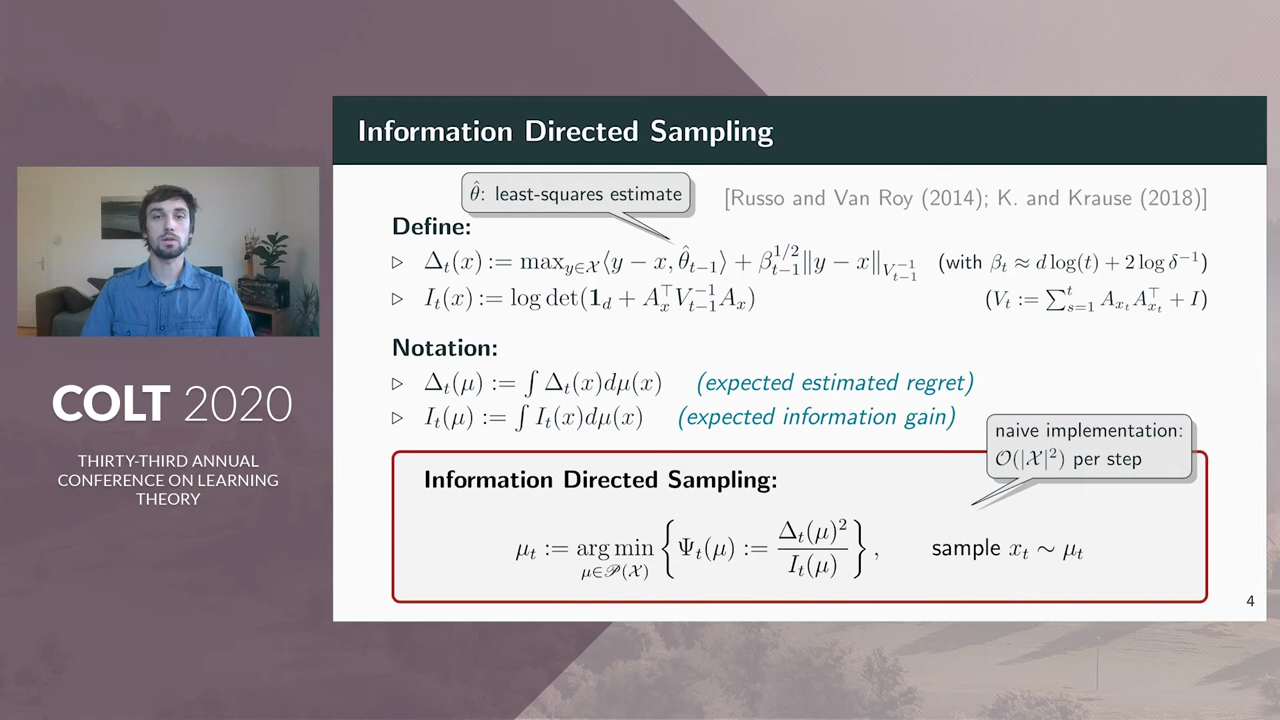 Information Directed Sampling
θ̂: least-squares estimate
[Russo and Van Roy (2014); K. and Krause (2018)]
Define:
▷ Δ_t(x) := max_{y∈𝒳}⟨y − x, θ̂_{t−1}⟩ + β_{t−1}^{1/2}‖y − x‖_{V_{t−1}^{−1}} (with β_t ≈ d log(t) + 2 log δ^{−1})
▷ I_t(x) := log det(𝟏_d + A_x^⊤ V_{t−1}^{−1} A_x) (V_t := ∑_{s=1}^t A_{x_t} A_{x_t}^⊤ + I)
Notation:
▷ Δ_t(μ) := ∫ Δ_t(x)dμ(x) (expected estimated regret)
▷ I_t(μ) := ∫ I_t(x)dμ(x) (expected information gain)
naive implementation:
𝒪(|𝒳|²) per step
Information Directed Sampling:
μ_t := arg min_{μ∈𝒫(𝒳)} { Ψ_t(μ) := Δ_t(μ)² / I_t(μ) }, sample x_t ∼ μ_t
4
COLT 2020
THIRTY-THIRD ANNUAL
CONFERENCE ON LEARNING
THEORY